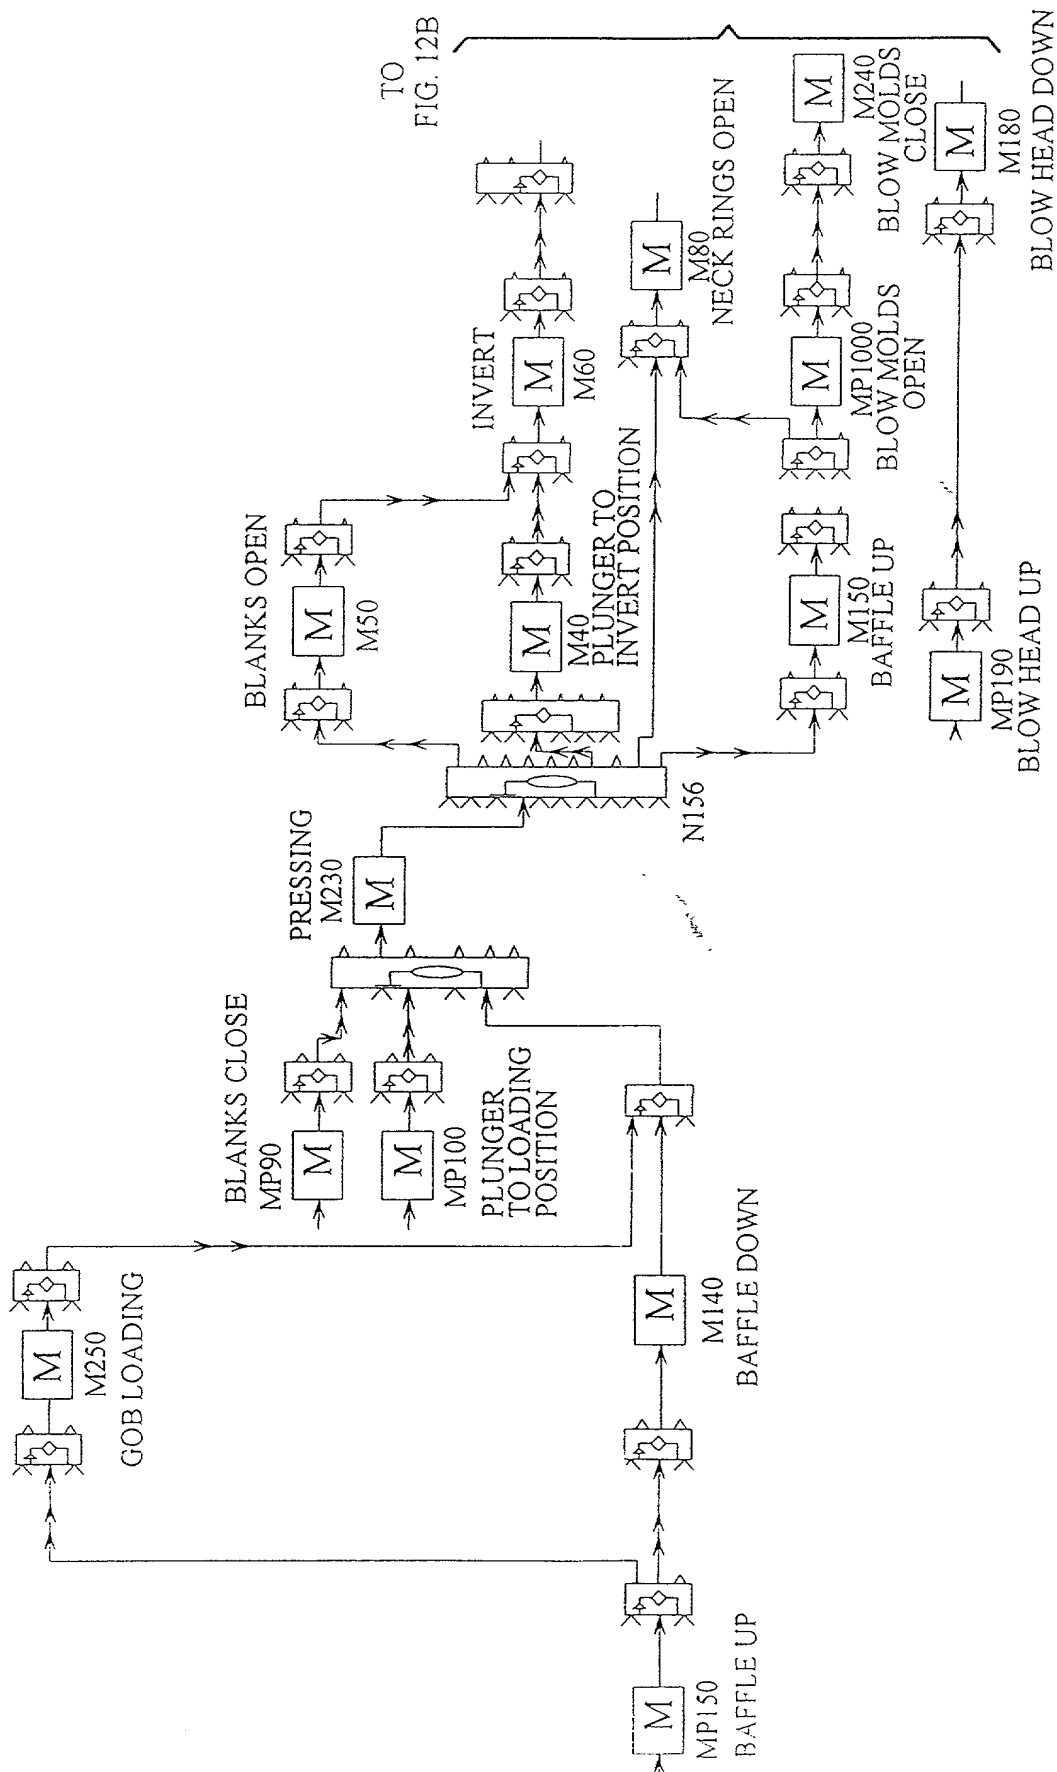 M
M250
GOB LOADING
BLANKS CLOSE
MP90
M
M
MP100
PLUNGER
TO LOADING
POSITION
PRESSING
M230
M
BLANKS OPEN
M
M50
M
M40
PLUNGER TO
INVERT POSITION
INVERT
M
M60
TO
FIG. 12B
N156
M
M80
NECK RINGS OPEN
M
MP150
BAFFLE UP
M
M140
BAFFLE DOWN
M
M150
BAFFLE UP
M
MP1000
BLOW MOLDS
OPEN
M
M240
BLOW MOLDS
CLOSE
M
MP190
BLOW HEAD UP
M
M180
BLOW HEAD DOWN